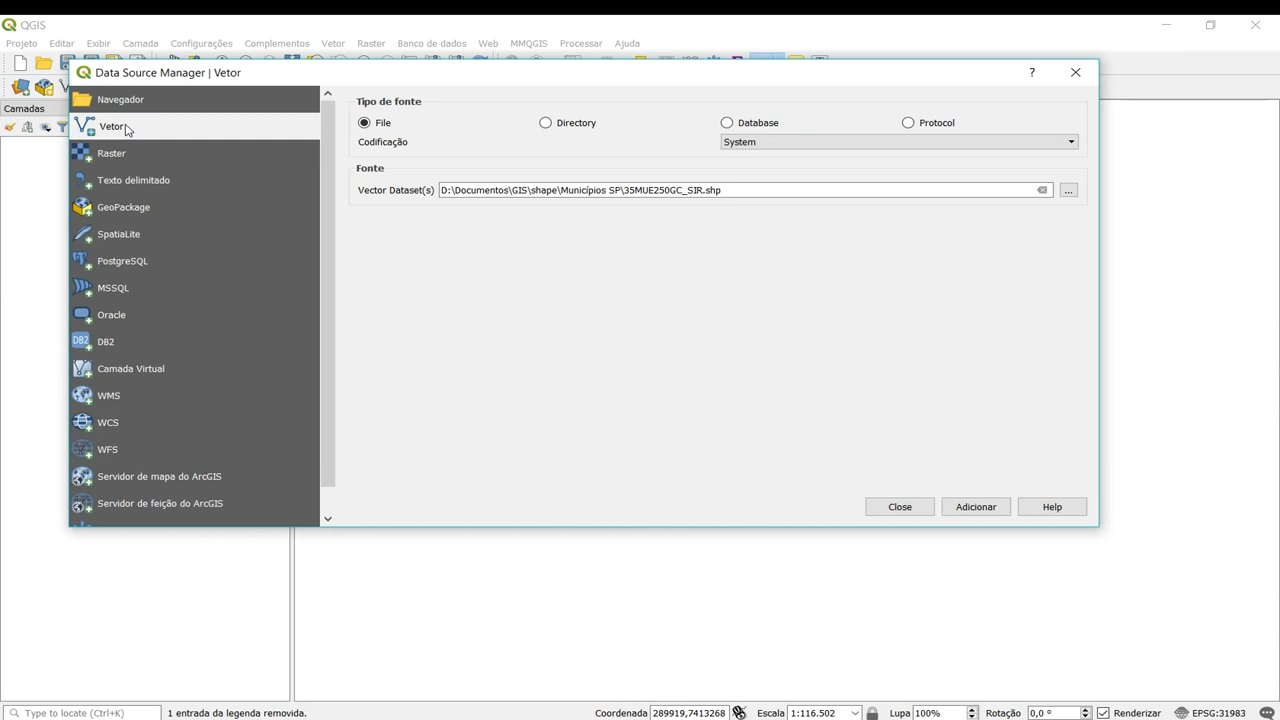 QGIS
Projeto Editar Exibir Camada Configurações Complementos Vetor Raster Banco de dados Web MMQGIS Processar Ajuda
Data Source Manager | Vetor
?
Camadas
Navegador
Vetor
Raster
Texto delimitado
GeoPackage
SpatiaLite
PostgreSQL
MSSQL
Oracle
DB2 DB2
Camada Virtual
WMS
WCS
WFS
Servidor de mapa do ArcGIS
Servidor de feição do ArcGIS
Tipo de fonte
File Directory Database Protocol
Codificação System
Fonte
Vector Dataset(s) D:\Documentos\GIS\shape\Municípios SP\35MUE250GC_SIR.shp ...
Close Adicionar Help
Type to locate (Ctrl+K) 1 entrada da legenda removida. Coordenada 289919,7413268 Escala 1:116.502 Lupa 100% Rotação 0,0 ° Renderizar EPSG:31983